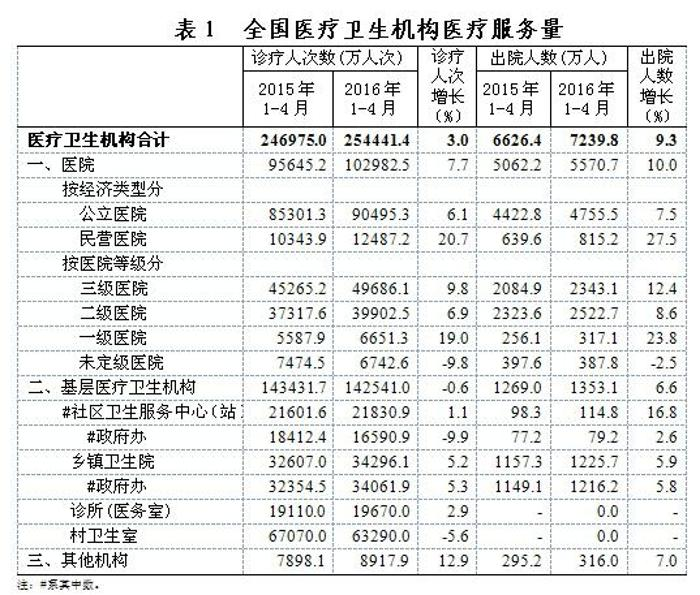 表1 全国医疗卫生机构医疗服务量
诊疗人次数(万人次) 诊疗人次增长(%) 出院人数(万人) 出院人数增长(%)
2015年1-4月 2016年1-4月 2015年1-4月 2016年1-4月
医疗卫生机构合计 246975.0 254441.4 3.0 6626.4 7239.8 9.3
一、医院 95645.2 102982.5 7.7 5062.2 5570.7 10.0
按经济类型分
公立医院 85301.3 90495.3 6.1 4422.8 4755.5 7.5
民营医院 10343.9 12487.2 20.7 639.6 815.2 27.5
按医院等级分
三级医院 45265.2 49686.1 9.8 2084.9 2343.1 12.4
二级医院 37317.6 39902.5 6.9 2323.6 2522.7 8.6
一级医院 5587.9 6651.3 19.0 256.1 317.1 23.8
未定级医院 7474.5 6742.6 -9.8 397.6 387.8 -2.5
二、基层医疗卫生机构 143431.7 142541.0 -0.6 1269.0 1353.1 6.6
#社区卫生服务中心(站) 21601.6 21830.9 1.1 98.3 114.8 16.8
#政府办 18412.4 16590.9 -9.9 77.2 79.2 2.6
乡镇卫生院 32607.0 34296.1 5.2 1157.3 1225.7 5.9
#政府办 32354.5 34061.9 5.3 1149.1 1216.2 5.8
诊所(医务室) 19110.0 19670.0 2.9 - 0.0 -
村卫生室 67070.0 63290.0 -5.6 - 0.0 -
三、其他机构 7898.1 8917.9 12.9 295.2 316.0 7.0
注：#系其中数。